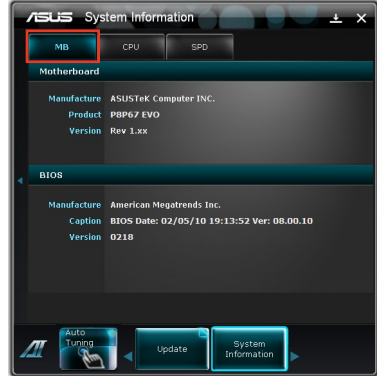 ASUS System Information
MB CPU SPD
Motherboard
Manufacture ASUSTeK Computer INC.
Product P8P67 EVO
Version Rev 1.xx
BIOS
Manufacture American Megatrends Inc.
Caption BIOS Date: 02/05/10 19:13:52 Ver: 08.00.10
Version 0218
Auto
Tuning
Update
System
Information